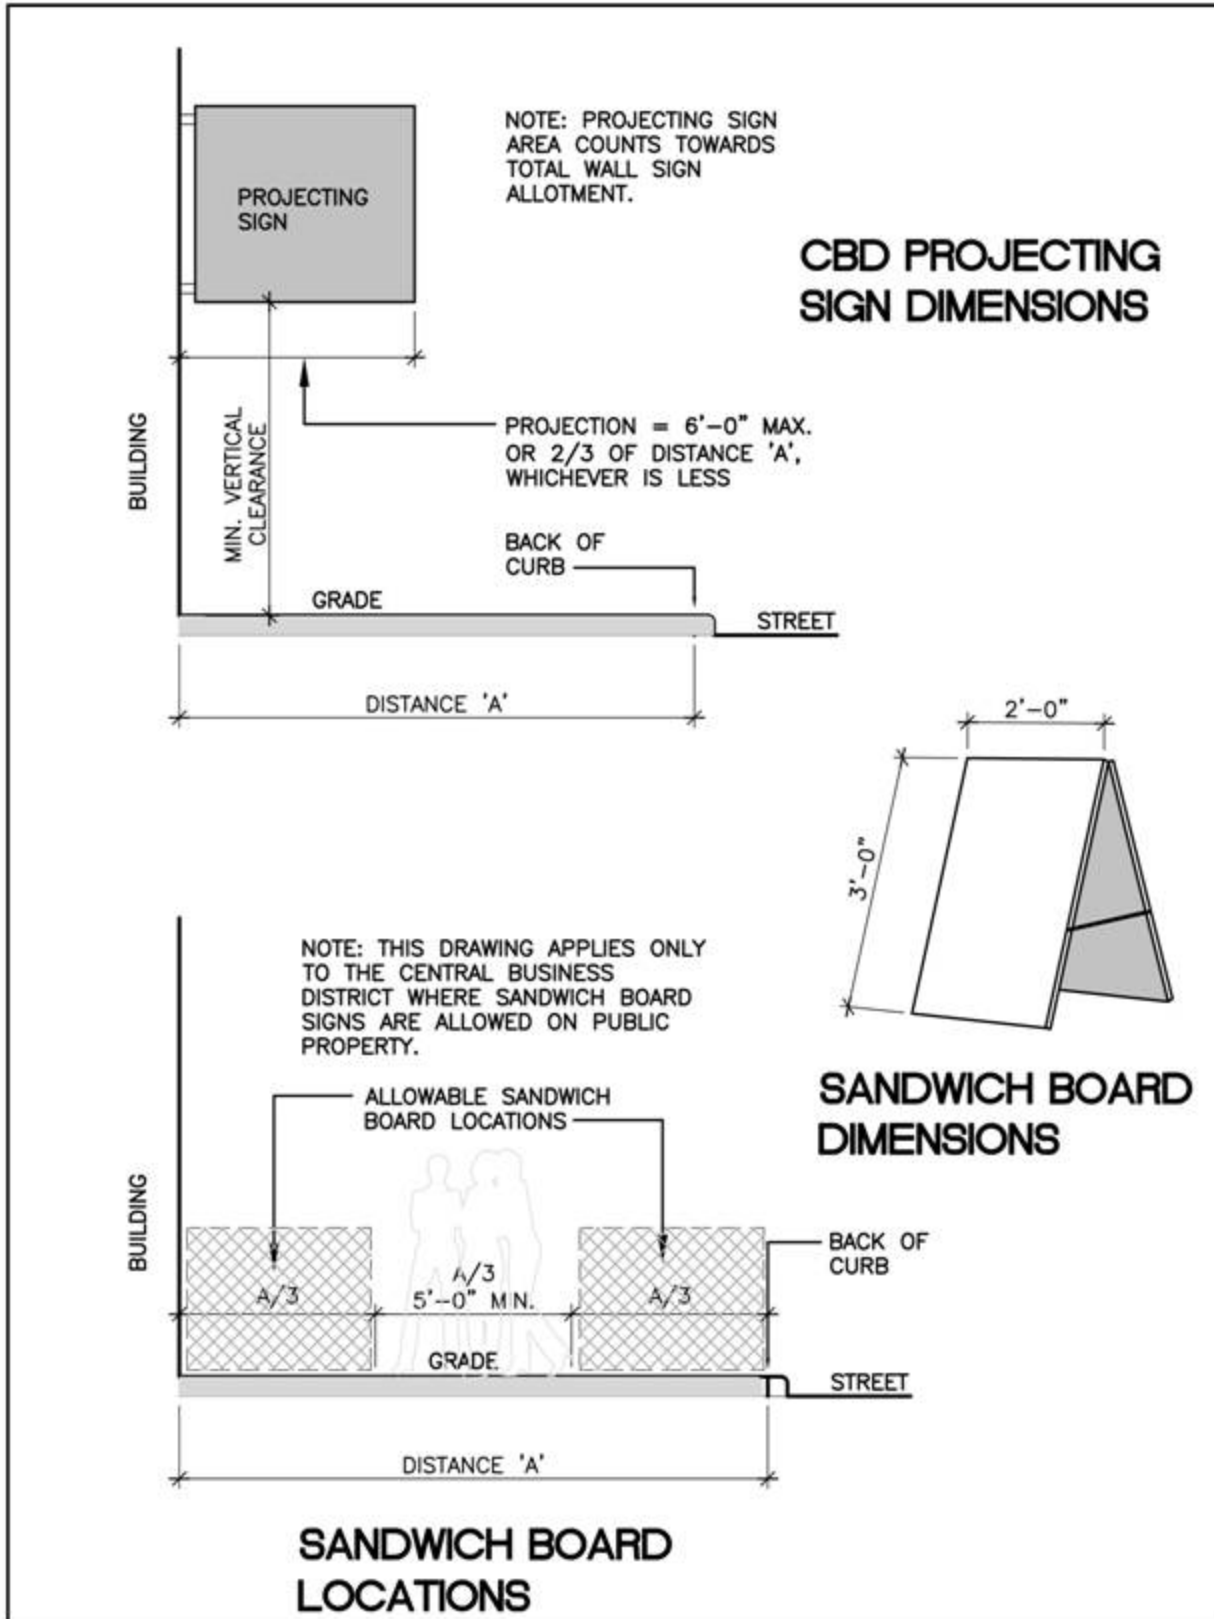 PROJECTING
SIGN
NOTE: PROJECTING SIGN
AREA COUNTS TOWARDS
TOTAL WALL SIGN
ALLOTMENT.
CBD PROJECTING
SIGN DIMENSIONS
BUILDING
MIN. VERTICAL
CLEARANCE
PROJECTION = 6'-0" MAX.
OR 2/3 OF DISTANCE 'A',
WHICHEVER IS LESS
BACK OF
CURB
GRADE
STREET
DISTANCE 'A'
2'-0"
3'-0"
SANDWICH BOARD
DIMENSIONS
NOTE: THIS DRAWING APPLIES ONLY
TO THE CENTRAL BUSINESS
DISTRICT WHERE SANDWICH BOARD
SIGNS ARE ALLOWED ON PUBLIC
PROPERTY.
ALLOWABLE SANDWICH
BOARD LOCATIONS
BUILDING
BACK OF
CURB
A/3
A/3
5'-0" MIN.
A/3
GRADE
STREET
DISTANCE 'A'
SANDWICH BOARD
LOCATIONS